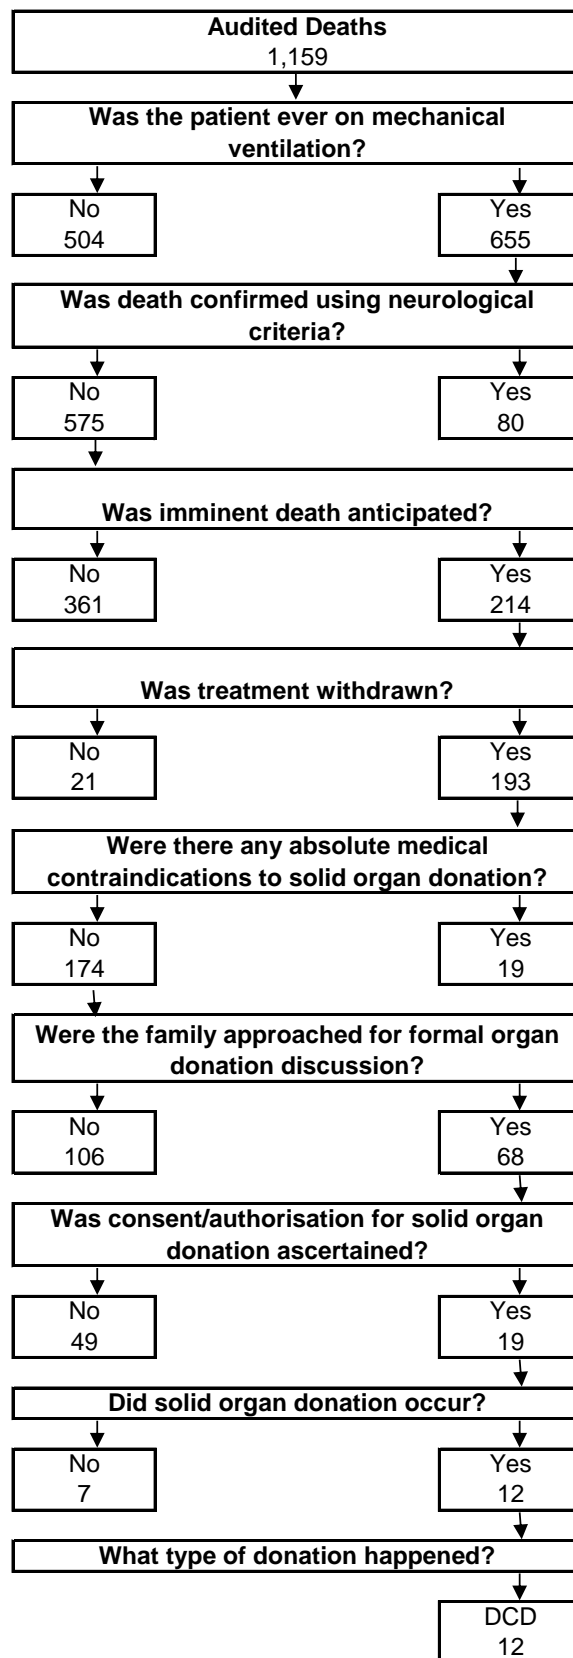 Audited Deaths
1,159
Was the patient ever on mechanical
ventilation?
No
504
Yes
655
Was death confirmed using neurological
criteria?
No
575
Yes
80
Was imminent death anticipated?
No
361
Yes
214
Was treatment withdrawn?
No
21
Yes
193
Were there any absolute medical
contraindications to solid organ donation?
No
174
Yes
19
Were the family approached for formal organ
donation discussion?
No
106
Yes
68
Was consent/authorisation for solid organ
donation ascertained?
No
49
Yes
19
Did solid organ donation occur?
No
7
Yes
12
What type of donation happened?
DCD
12